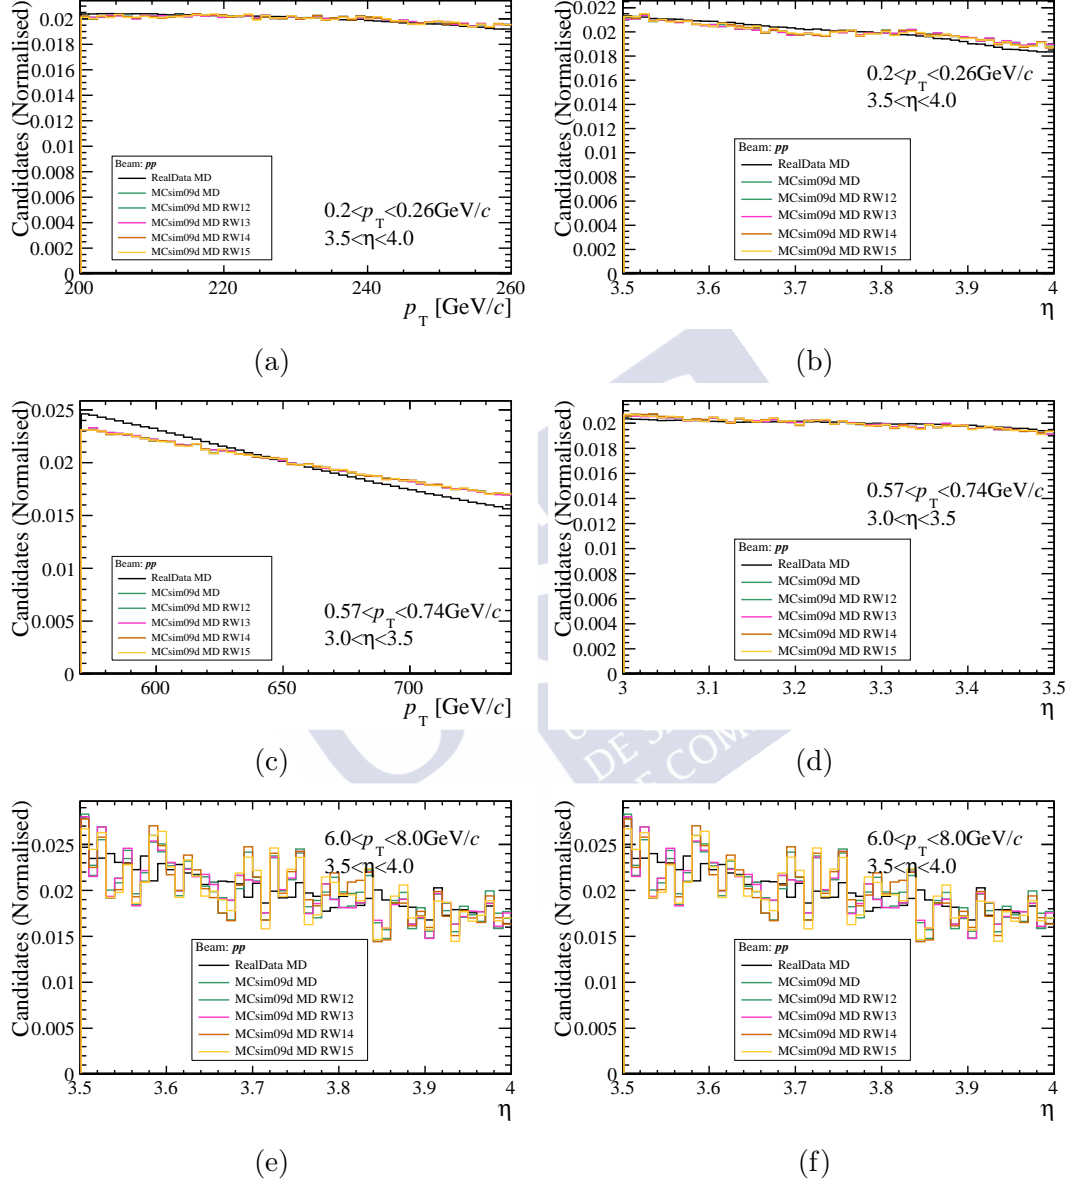 Candidates (Normalised)
0.02
0.018
0.016
0.014
0.012
0.01
0.008
0.006
0.004
0.002
0
Beam: pp
RealData MD
MCsim09d MD
MCsim09d MD RW12
MCsim09d MD RW13
MCsim09d MD RW14
MCsim09d MD RW15
0.2<p_T<0.26GeV/c
3.5<η<4.0
200 220 240 260
p_T [GeV/c]
(a)
Candidates (Normalised)
0.022
0.02
0.018
0.016
0.014
0.012
0.01
0.008
0.006
0.004
0.002
0
0.2<p_T<0.26GeV/c
3.5<η<4.0
Beam: pp
RealData MD
MCsim09d MD
MCsim09d MD RW12
MCsim09d MD RW13
MCsim09d MD RW14
MCsim09d MD RW15
3.5 3.6 3.7 3.8 3.9 4
η
(b)
Candidates (Normalised)
0.025
0.02
0.015
0.01
0.005
0
Beam: pp
RealData MD
MCsim09d MD
MCsim09d MD RW12
MCsim09d MD RW13
MCsim09d MD RW14
MCsim09d MD RW15
0.57<p_T<0.74GeV/c
3.0<η<3.5
600 650 700
p_T [GeV/c]
(c)
Candidates (Normalised)
0.02
0.018
0.016
0.014
0.012
0.01
0.008
0.006
0.004
0.002
0
0.57<p_T<0.74GeV/c
3.0<η<3.5
Beam: pp
RealData MD
MCsim09d MD
MCsim09d MD RW12
MCsim09d MD RW13
MCsim09d MD RW14
MCsim09d MD RW15
3 3.1 3.2 3.3 3.4 3.5
η
(d)
DE
COM
Candidates (Normalised)
0.025
0.02
0.015
0.01
0.005
0
6.0<p_T<8.0GeV/c
3.5<η<4.0
Beam: pp
RealData MD
MCsim09d MD
MCsim09d MD RW12
MCsim09d MD RW13
MCsim09d MD RW14
MCsim09d MD RW15
3.5 3.6 3.7 3.8 3.9 4
η
(e)
Candidates (Normalised)
0.025
0.02
0.015
0.01
0.005
0
6.0<p_T<8.0GeV/c
3.5<η<4.0
Beam: pp
RealData MD
MCsim09d MD
MCsim09d MD RW12
MCsim09d MD RW13
MCsim09d MD RW14
MCsim09d MD RW15
3.5 3.6 3.7 3.8 3.9 4
η
(f)